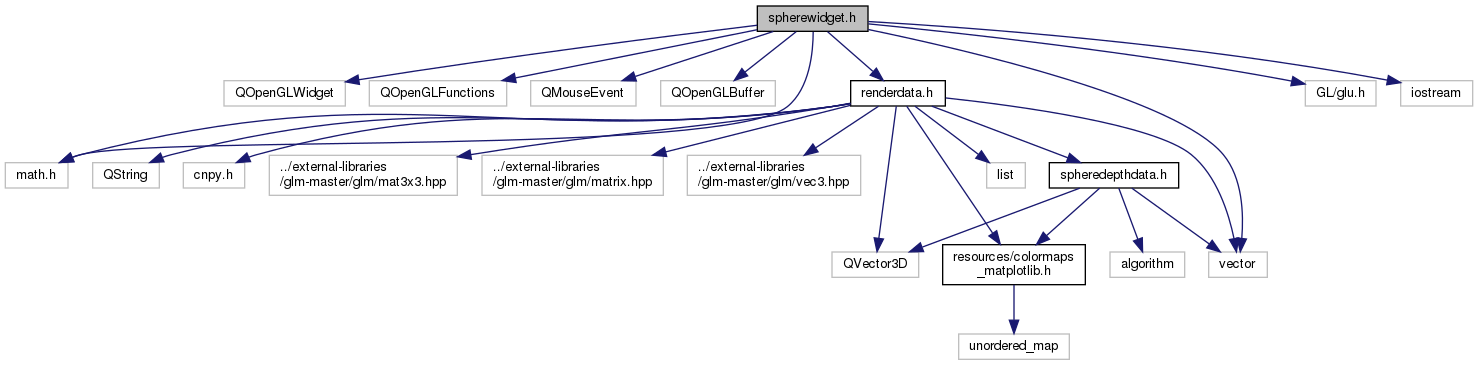 spherewidget.h
QOpenGLWidget
QOpenGLFunctions
QMouseEvent
QOpenGLBuffer
renderdata.h
GL/glu.h
iostream
math.h
QString
cnpy.h
../external-libraries
/glm-master/glm/mat3x3.hpp
../external-libraries
/glm-master/glm/matrix.hpp
../external-libraries
/glm-master/glm/vec3.hpp
list
spheredepthdata.h
QVector3D
resources/colormaps
_matplotlib.h
algorithm
vector
unordered_map